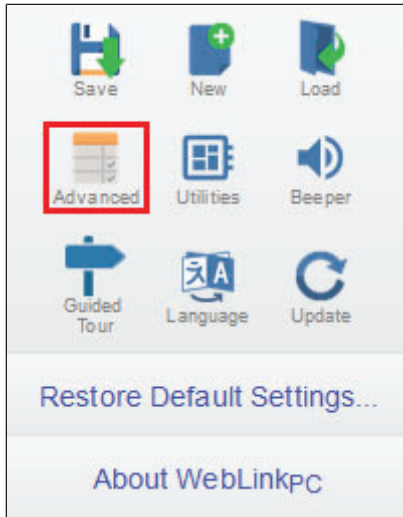 Save New Load
Advanced Utilities Beeper
Guided
Tour Language Update
Restore Default Settings...
About WebLinkPC